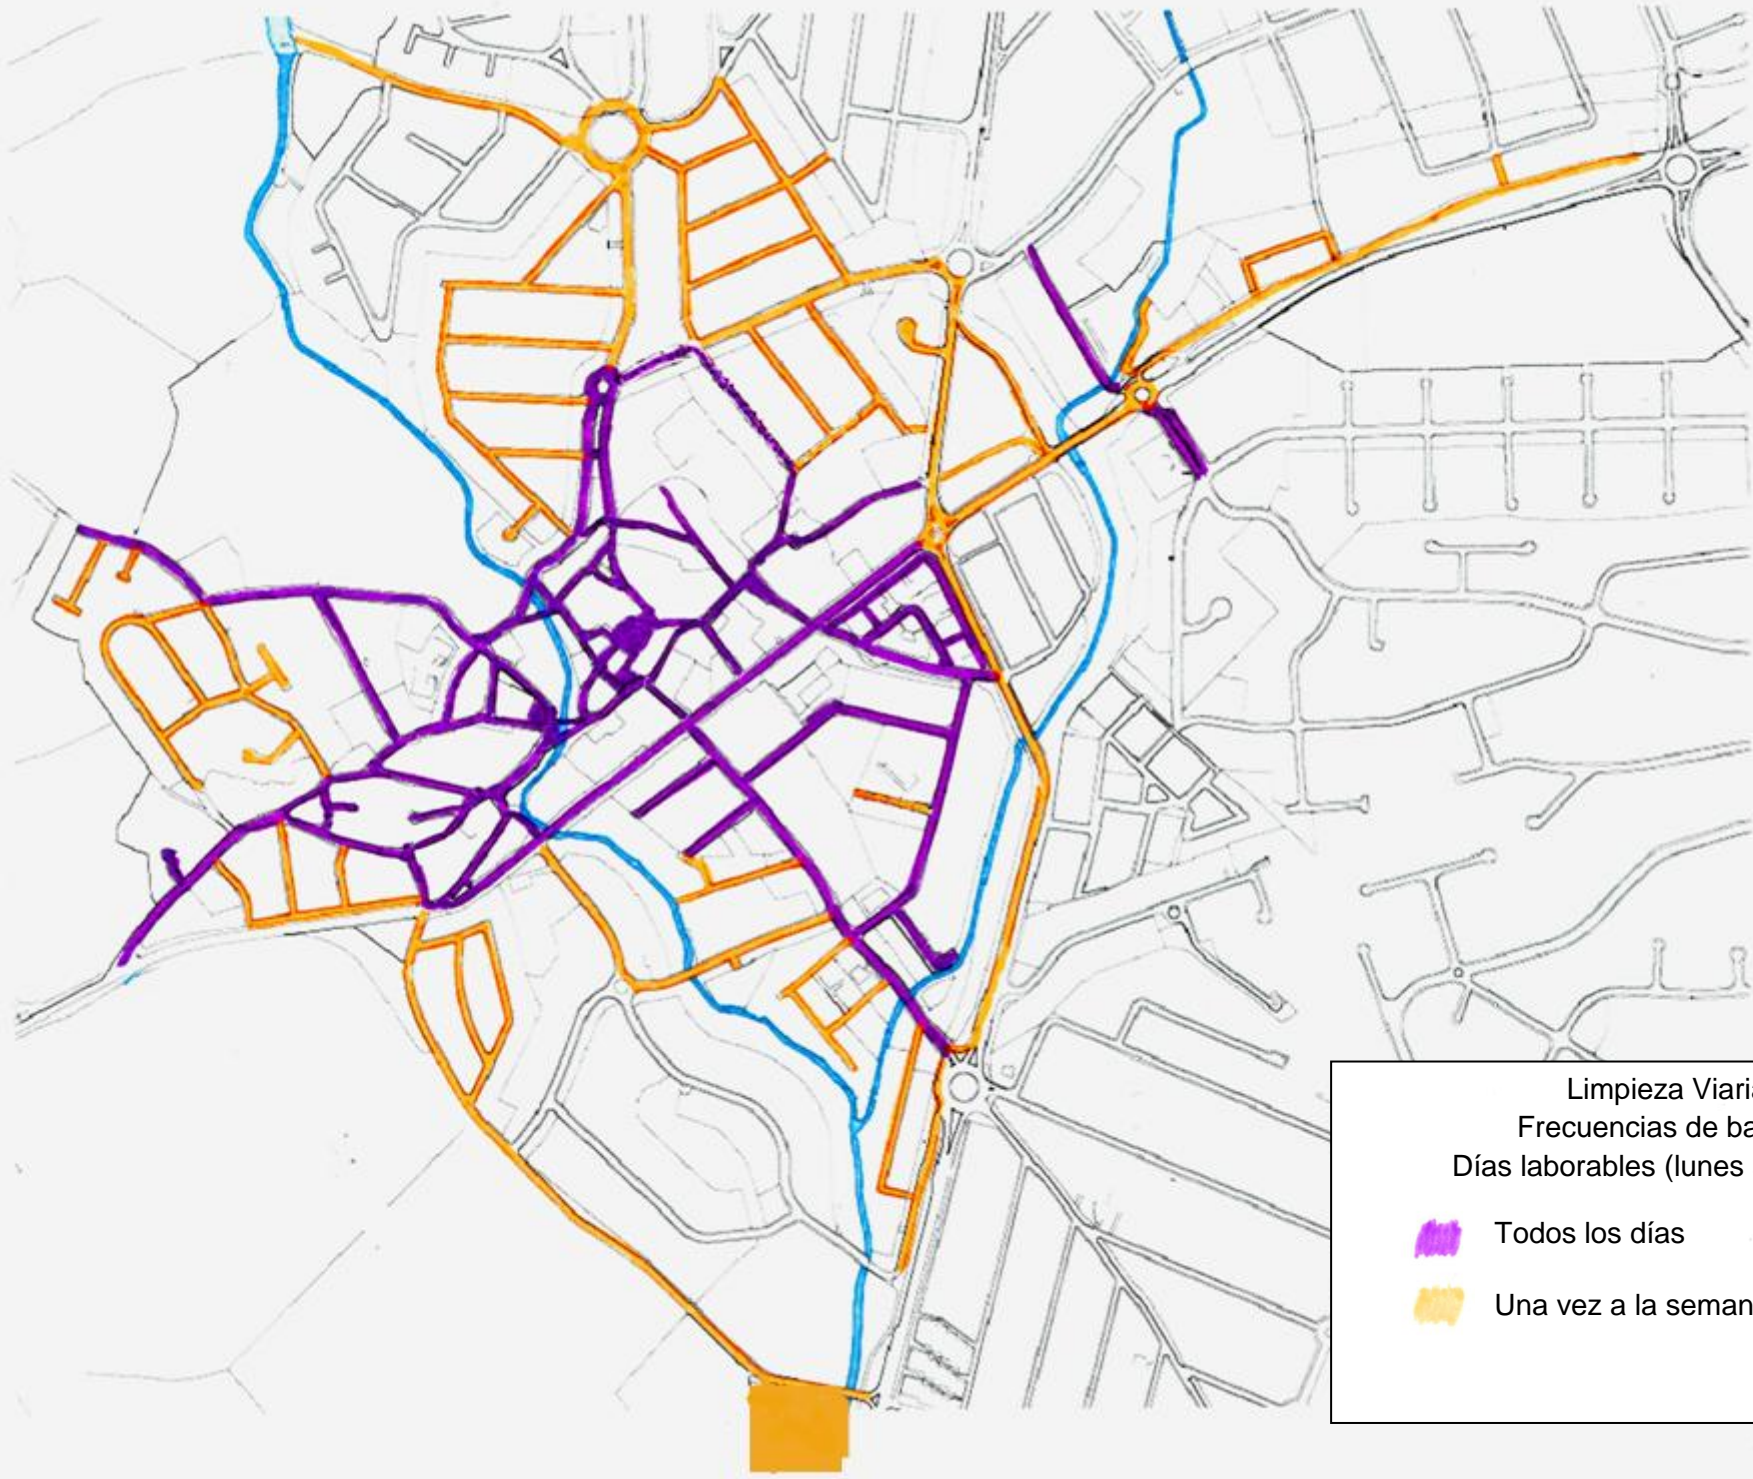 Limpieza Viaria
Frecuencias de ba
Días laborables (lunes
Todos los días
Una vez a la seman